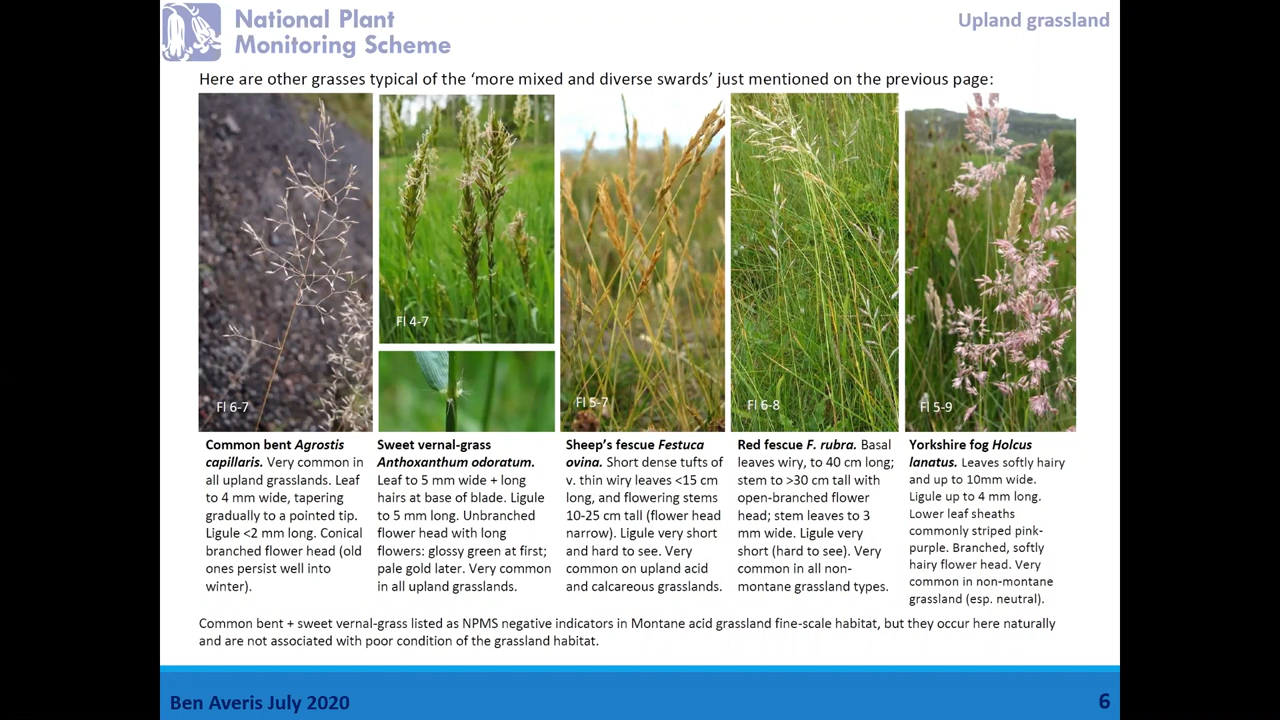 National Plant
Monitoring Scheme
Upland grassland
Here are other grasses typical of the ‘more mixed and diverse swards’ just mentioned on the previous page:
Fl 6-7
Fl 4-7
Fl 5-7
Fl 6-8
Fl 5-9
Common bent Agrostis
capillaris. Very common in
all upland grasslands. Leaf
to 4 mm wide, tapering
gradually to a pointed tip.
Ligule <2 mm long. Conical
branched flower head (old
ones persist well into
winter).
Sweet vernal-grass
Anthoxanthum odoratum.
Leaf to 5 mm wide + long
hairs at base of blade. Ligule
to 5 mm long. Unbranched
flower head with long
flowers: glossy green at first;
pale gold later. Very common
in all upland grasslands.
Sheep’s fescue Festuca
ovina. Short dense tufts of
v. thin wiry leaves <15 cm
long, and flowering stems
10-25 cm tall (flower head
narrow). Ligule very short
and hard to see. Very
common on upland acid
and calcareous grasslands.
Red fescue F. rubra. Basal
leaves wiry, to 40 cm long;
stem to >30 cm tall with
open-branched flower
head; stem leaves to 3
mm wide. Ligule very
short (hard to see). Very
common in all non-
montane grassland types.
Yorkshire fog Holcus
lanatus. Leaves softly hairy
and up to 10mm wide.
Ligule up to 4 mm long.
Lower leaf sheaths
commonly striped pink-
purple. Branched, softly
hairy flower head. Very
common in non-montane
grassland (esp. neutral).
Common bent + sweet vernal-grass listed as NPMS negative indicators in Montane acid grassland fine-scale habitat, but they occur here naturally
and are not associated with poor condition of the grassland habitat.
Ben Averis July 2020
6